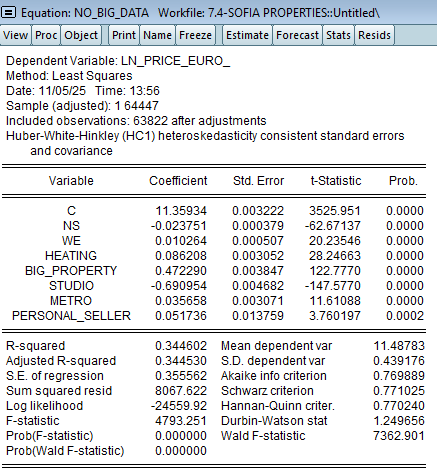 Equation: NO_BIG_DATA Workfile: 7.4-SOFIA PROPERTIES::Untitled\
View Proc Object Print Name Freeze Estimate Forecast Stats Resids
Dependent Variable: LN_PRICE_EURO_
Method: Least Squares
Date: 11/05/25 Time: 13:56
Sample (adjusted): 1 64447
Included observations: 63822 after adjustments
Huber-White-Hinkley (HC1) heteroskedasticity consistent standard errors
and covariance
Variable Coefficient Std. Error t-Statistic Prob.
C 11.35934 0.003222 3525.951 0.0000
NS -0.023751 0.000379 -62.67137 0.0000
WE 0.010264 0.000507 20.23546 0.0000
HEATING 0.086208 0.003052 28.24663 0.0000
BIG_PROPERTY 0.472290 0.003847 122.7770 0.0000
STUDIO -0.690954 0.004682 -147.5770 0.0000
METRO 0.035658 0.003071 11.61088 0.0000
PERSONAL_SELLER 0.051736 0.013759 3.760197 0.0002
R-squared 0.344602 Mean dependent var 11.48783
Adjusted R-squared 0.344530 S.D. dependent var 0.439176
S.E. of regression 0.355562 Akaike info criterion 0.769889
Sum squared resid 8067.622 Schwarz criterion 0.771025
Log likelihood -24559.92 Hannan-Quinn criter. 0.770240
F-statistic 4793.251 Durbin-Watson stat 1.249656
Prob(F-statistic) 0.000000 Wald F-statistic 7362.901
Prob(Wald F-statistic) 0.000000